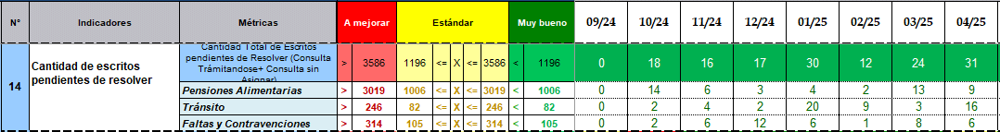 N° Indicadores Métricas A mejorar Estándar Muy bueno 09/24 10/24 11/24 12/24 01/25 02/25 03/25 04/25
14 Cantidad de escritos pendientes de resolver
Cantidad Total de Escritos pendientes de Resolver (Consulta Trámitandose+ Consulta sin Asignar) > 3586 1196 <= X <= 3586 < 1196 0 18 16 17 30 12 24 31
Pensiones Alimentarias > 3019 1006 <= X <= 3019 < 1006 0 14 6 3 4 2 13 9
Tránsito > 246 82 <= X <= 246 < 82 0 2 4 2 20 9 3 16
Faltas y Contravenciones > 314 105 <= X <= 314 < 105 0 2 6 12 6 1 8 6